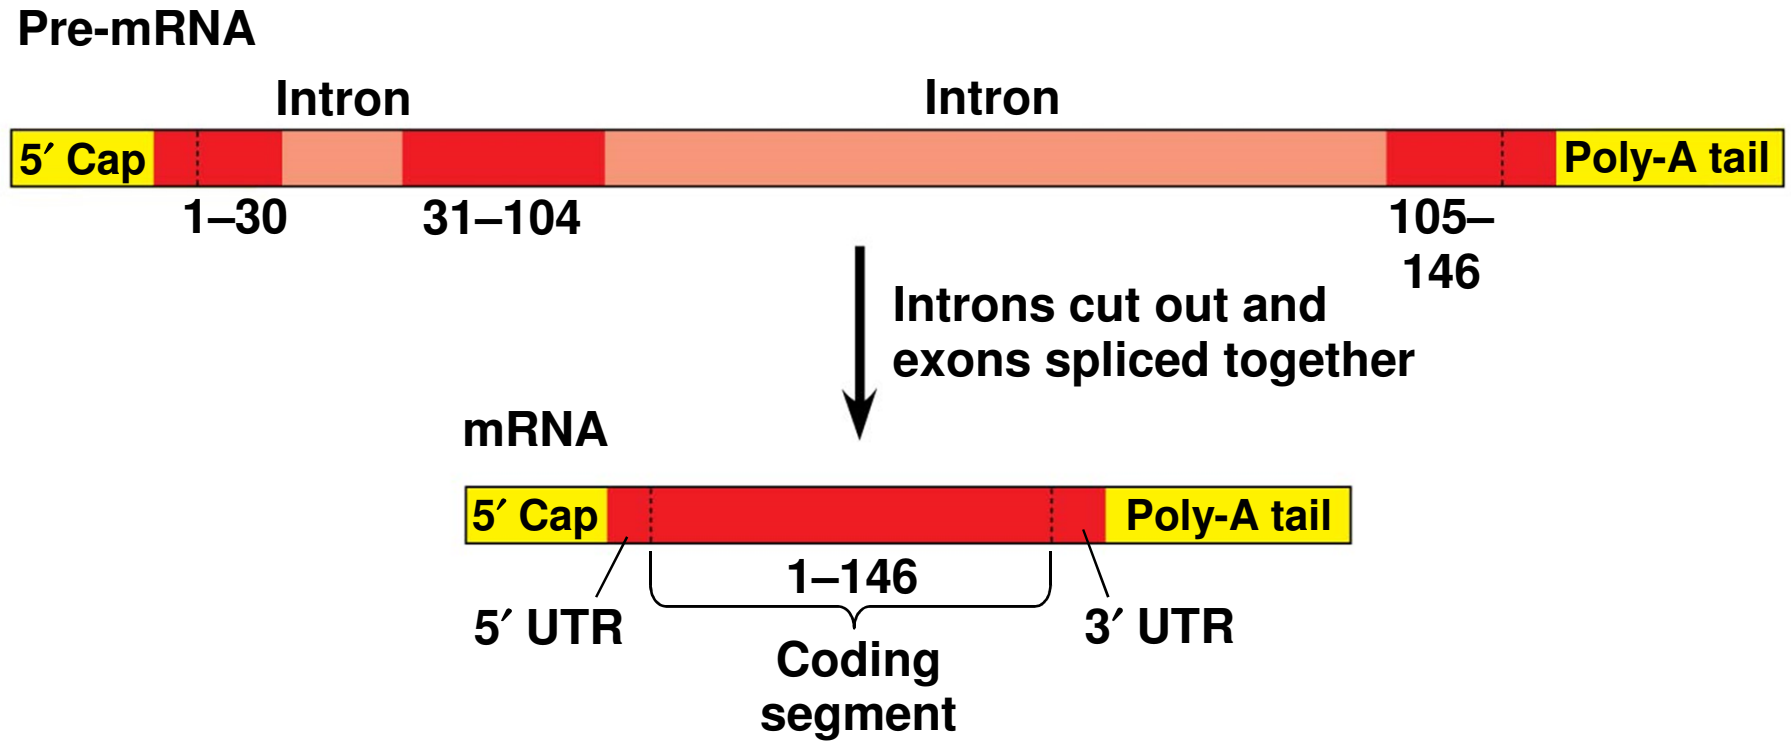 Pre-mRNA
Intron
Intron
5′ Cap
Poly-A tail
1–30
31–104
105–
146
Introns cut out and
exons spliced together
mRNA
5′ Cap
Poly-A tail
1–146
5′ UTR
3′ UTR
Coding
segment